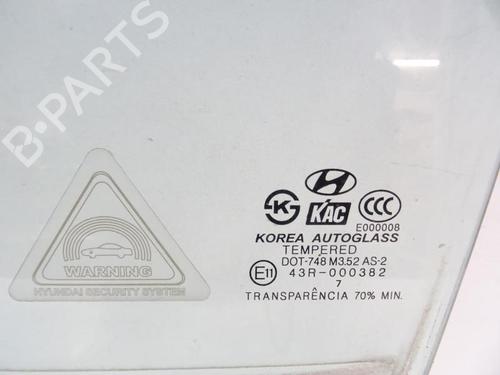 B-PARTS
WARNING
HYUNDAI SECURITY SYSTEM
K
KAC
CCC
E000008
KOREA AUTOGLASS
TEMPERED
DOT-748 M3.52 AS-2
E11 43R-000382
7
TRANSPARÊNCIA 70% MIN.